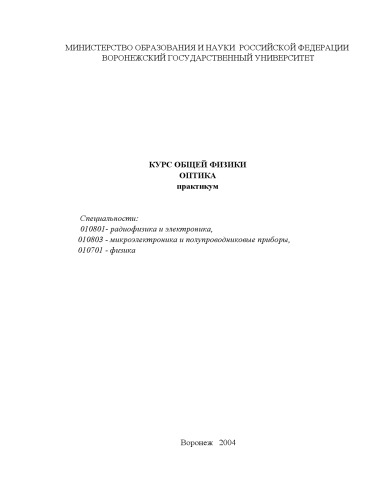 МИНИСТЕРСТВО ОБРАЗОВАНИЯ И НАУКИ РОССИЙСКОЙ ФЕДЕРАЦИИ
ВОРОНЕЖСКИЙ ГОСУДАРСТВЕННЫЙ УНИВЕРСИТЕТ
КУРС ОБЩЕЙ ФИЗИКИ
ОПТИКА
практикум
Специальности:
010801- радиофизика и электроника,
010803 - микроэлектроника и полупроводниковые приборы,
010701 - физика
Воронеж 2004